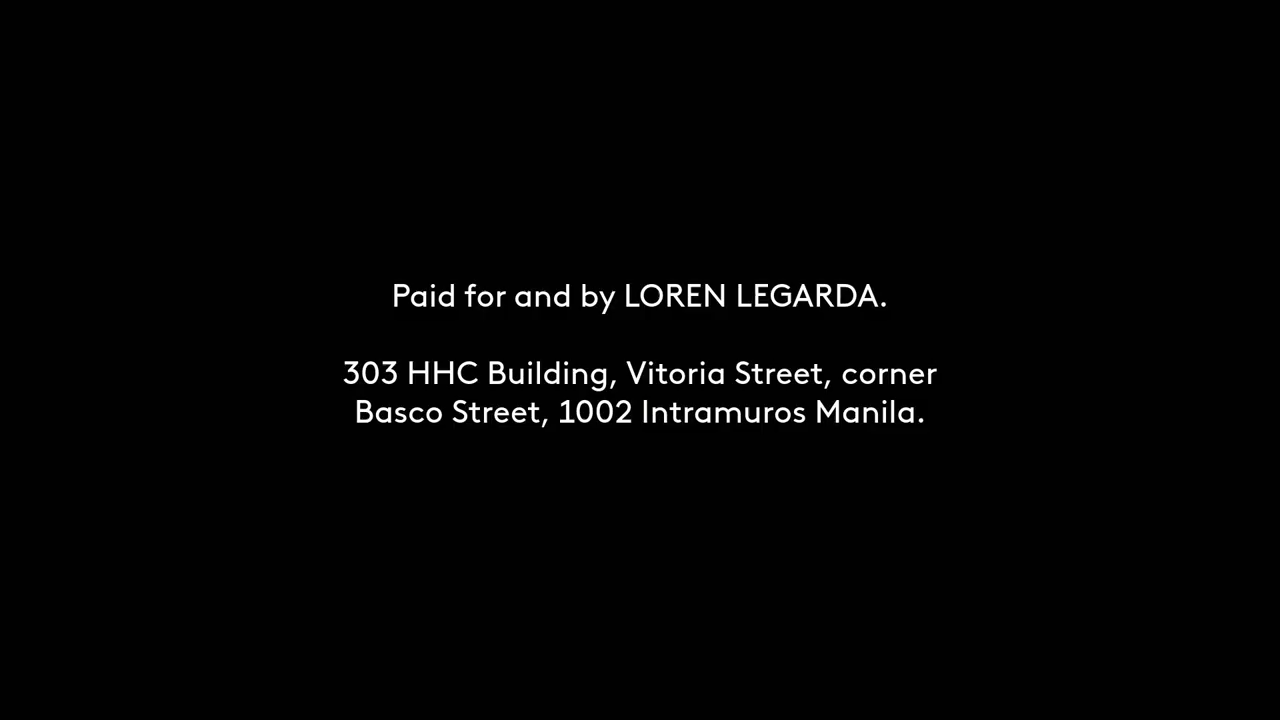 Paid for and by LOREN LEGARDA.
303 HHC Building, Vitoria Street, corner
Basco Street, 1002 Intramuros Manila.